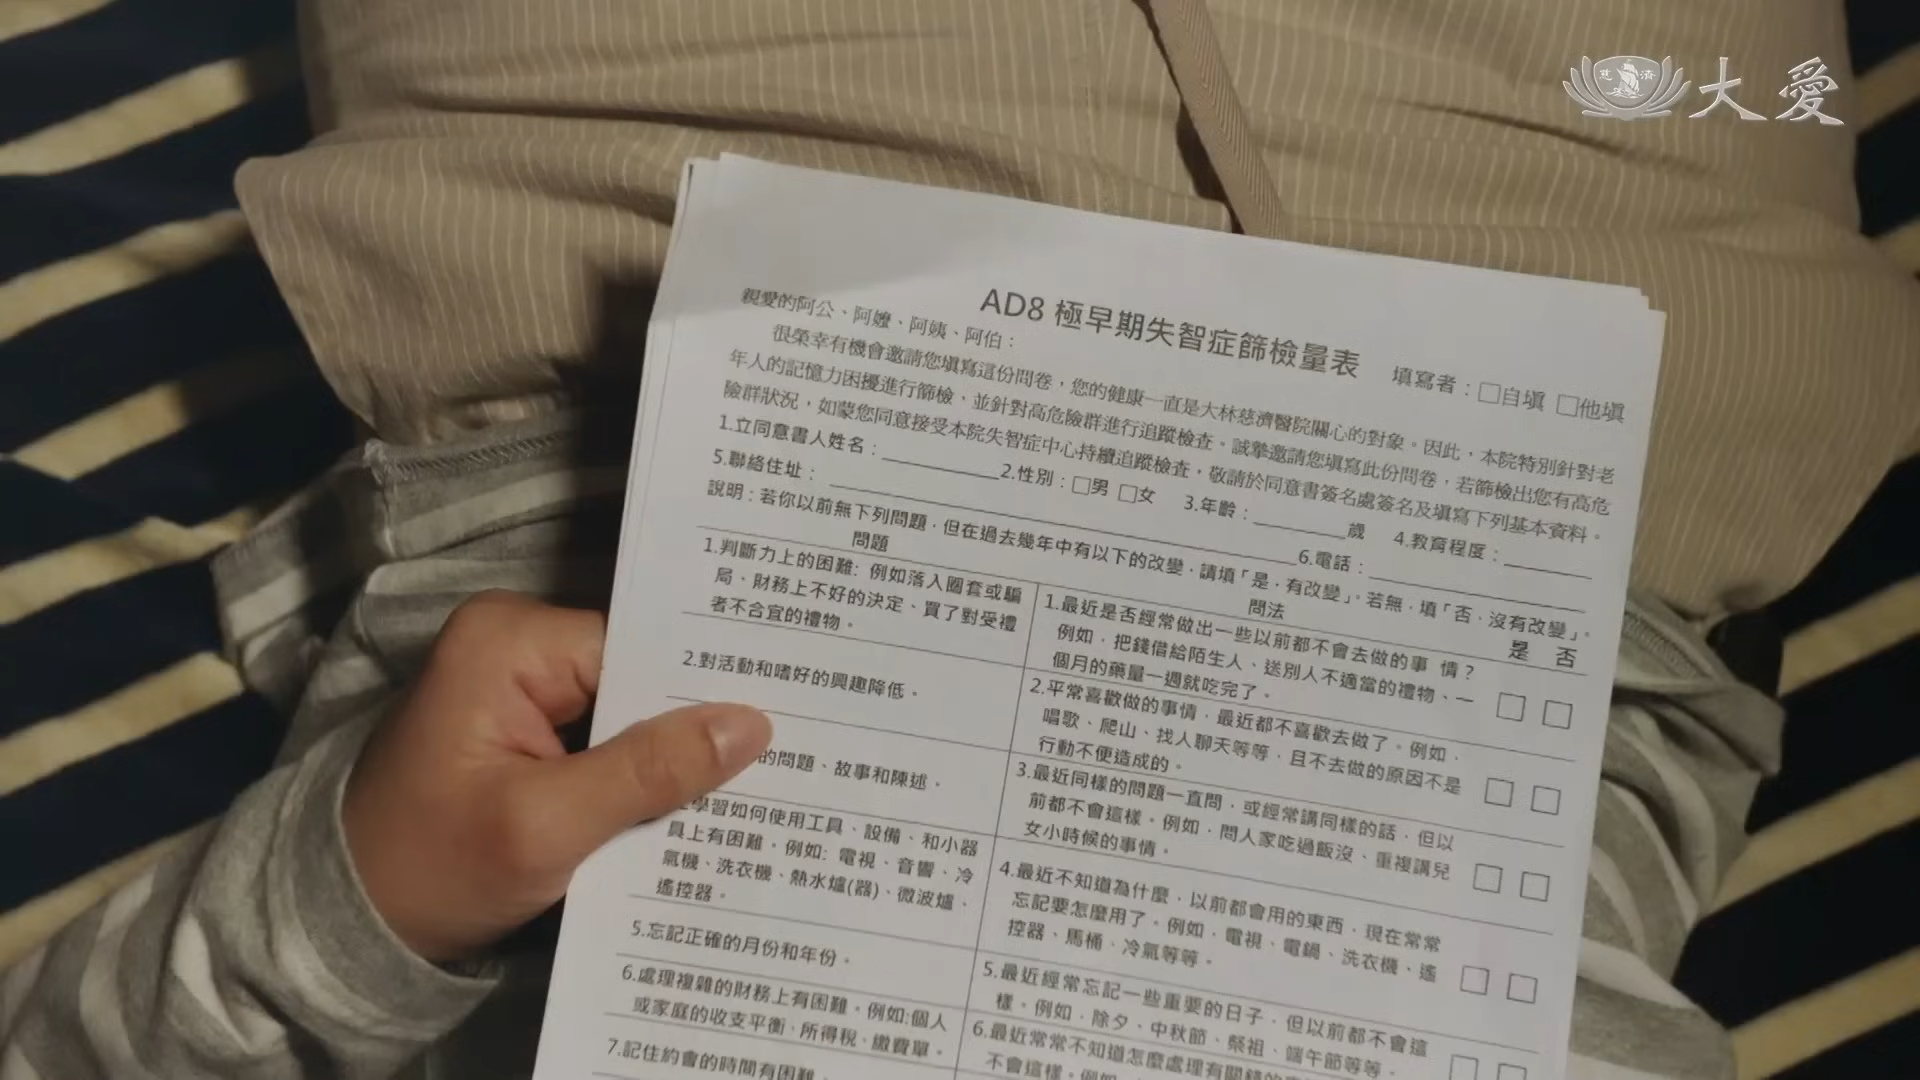 慈 濟
大愛
AD8 極早期失智症篩檢量表
填寫者：□自填 □他填
親愛的阿公、阿嬤、阿姨、阿伯：
很榮幸有機會邀請您填寫這份問卷，您的健康一直是大林慈濟醫院關心的對象。因此，本院特別針對老
年人的記憶力困擾進行篩檢，並針對高危險群進行追蹤檢查。誠摯邀請您填寫此份問卷，若篩檢出您有高危
險群狀況，如蒙您同意接受本院失智症中心持續追蹤檢查，敬請於同意書簽名處簽名及填寫下列基本資料。
1.立同意書人姓名：________2.性別：□男 □女 3.年齡：________歲 4.教育程度：________
5.聯絡住址：________6.電話：________
說明：若你以前無下列問題，但在過去幾年中有以下的改變，請填「是，有改變」。若無，填「否，沒有改變」。
問題
問法
是 否
1.判斷力上的困難: 例如落入圈套或騙
局、財務上不好的決定、買了對受禮
者不合宜的禮物。
1.最近是否經常做出一些以前都不會去做的事 情？
例如，把錢借給陌生人、送別人不適當的禮物、一
個月的藥量一週就吃完了。
□ □
2.對活動和嗜好的興趣降低。
2.平常喜歡做的事情，最近都不喜歡去做了。例如，
唱歌、爬山、找人聊天等等，且不去做的原因不是
行動不便造成的。
□ □
的問題、故事和陳述。
3.最近同樣的問題一直問，或經常講同樣的話，但以
前都不會這樣。例如，問人家吃過飯沒、重複講兒
女小時候的事情。
□ □
學習如何使用工具、設備、和小器
具上有困難。例如: 電視、音響、冷
氣機、洗衣機、熱水爐(器)、微波爐、
遙控器。
4.最近不知道為什麼，以前都會用的東西，現在常常
忘記要怎麼用了。例如，電視、電鍋、洗衣機、遙
控器、馬桶、冷氣等等。
□ □
5.忘記正確的月份和年份。
5.最近經常忘記一些重要的日子，但以前都不會這
樣。例如，除夕、中秋節、祭祖、端午節等等。
□ □
6.處理複雜的財務上有困難。例如:個人
或家庭的收支平衡、所得稅、繳費單。
6.最近常常不知道怎麼處理有關錢的
不會這樣。例如
7.記住約會的時間有困難。